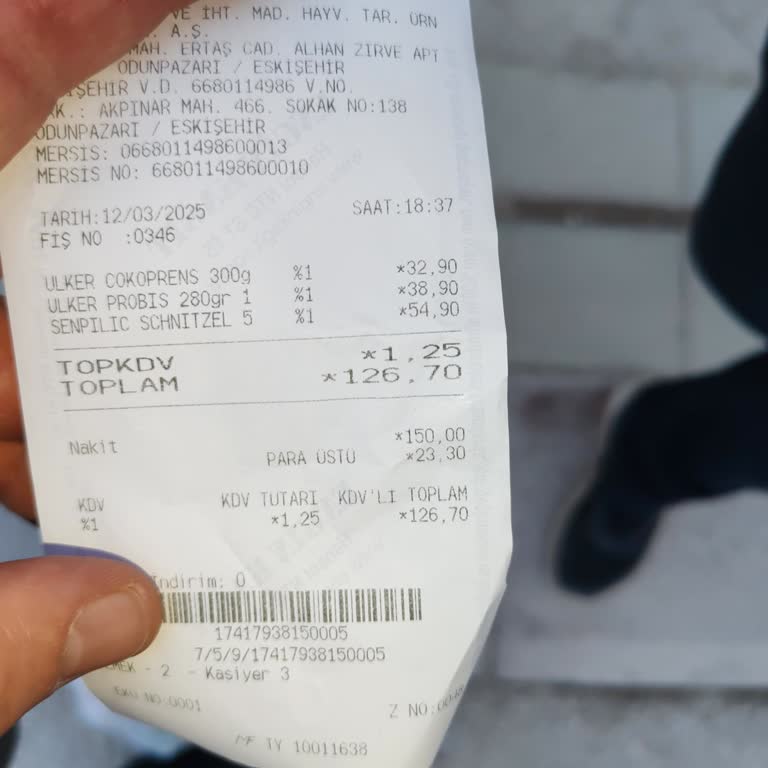 VE İHT. MAD. HAYV. TAR. ÜRN
A.Ş.
MAH. ERTAŞ CAD. ALHAN ZİRVE APT
ODUNPAZARI / ESKİŞEHİR
V.D. 6680114986 V.NO.
AKPINAR MAH. 466. SOKAK NO:138
ODUNPAZARI / ESKİŞEHİR
MERSİS: 0668011498600013
MERSİS NO: 668011498600010
TARİH:12/03/2025 SAAT:18:37
FİŞ NO :0346
ULKER COKOPRENS 300g %1 *32,90
ULKER PROBIS 280gr 1 %1 *38,90
SENPILIC SCHNITZEL 5 %1 *54,90
TOPKDV *1,25
TOPLAM *126,70
Nakit *150,00
PARA ÜSTÜ *23,30
KDV KDV TUTARI KDV'Lİ TOPLAM
%1 *1,25 *126,70
İndirim: 0
17417938150005
7/5/9/17417938150005
- 2 - Kasiyer 3
EKÜ NO:0001 Z NO:
MF TY 10011638